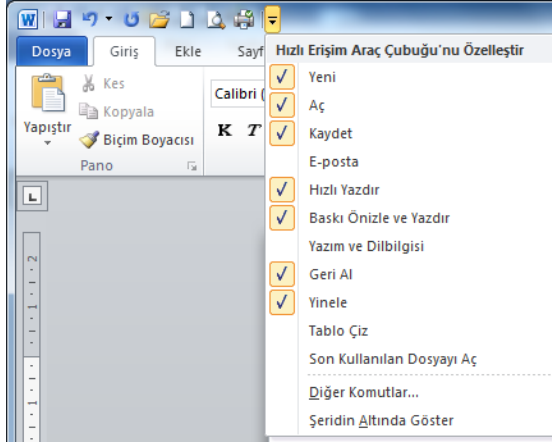 W
Dosya Giriş Ekle Sayf
Yapıştır
Kes
Kopyala
Biçim Boyacısı
Pano
Calibri (
K T
Hızlı Erişim Araç Çubuğu'nu Özelleştir
Yeni
Aç
Kaydet
E-posta
Hızlı Yazdır
Baskı Önizle ve Yazdır
Yazım ve Dilbilgisi
Geri Al
Yinele
Tablo Çiz
Son Kullanılan Dosyayı Aç
Diğer Komutlar...
Şeridin Altında Göster
2
1